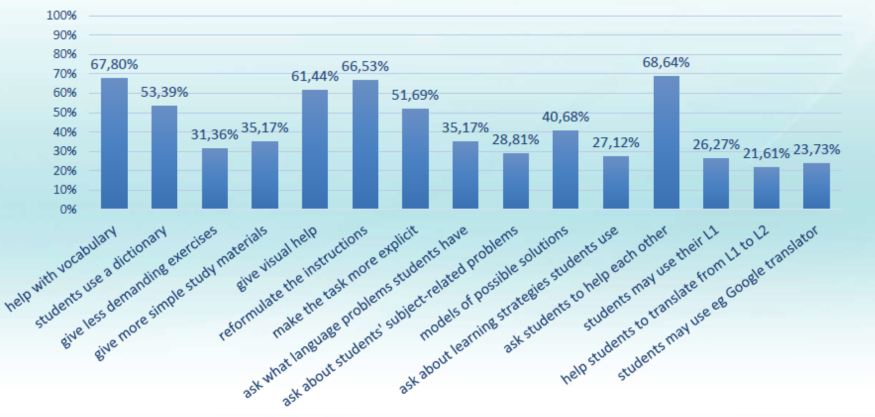 100%
90%
80%
70%
60%
50%
40%
30%
20%
10%
0%
67,80%
53,39%
31,36%
35,17%
61,44%
66,53%
51,69%
35,17%
28,81%
40,68%
27,12%
68,64%
26,27%
21,61%
23,73%
help with vocabulary
students use a dictionary
give less demanding exercises
give more simple study materials
give visual help
reformulate the instructions
make the task more explicit
ask what language problems students have
ask about students' subject-related problems
models of possible solutions
ask about learning strategies students use
ask students to help each other
students may use their L1
help students to translate from L1 to L2
students may use eg Google translator